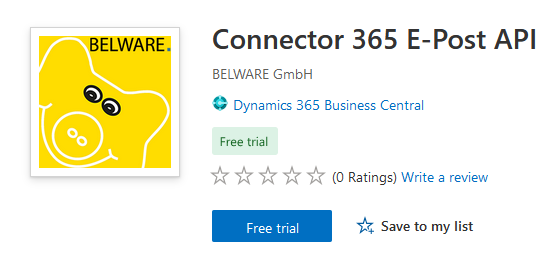 BELWARE.
Connector 365 E-Post API
BELWARE GmbH
Dynamics 365 Business Central
Free trial
(0 Ratings) Write a review
Free trial
Save to my list